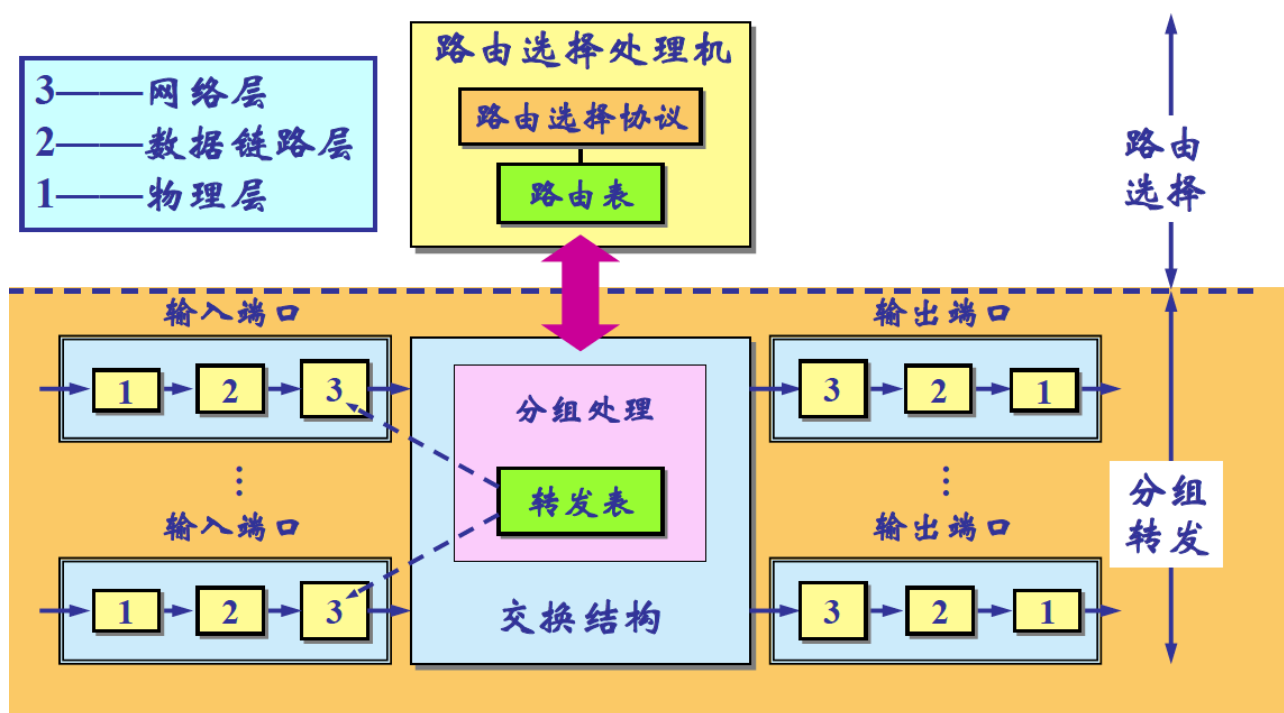 路由选择处理机
3——网络层
2——数据链路层
1——物理层
路由选择协议
路由表
路由
选择
输入端口
输出端口
1
2
3
3
2
1
分组处理
转发表
⋮
⋮
输入端口
输出端口
分组
转发
1
2
3
3
2
1
交换结构